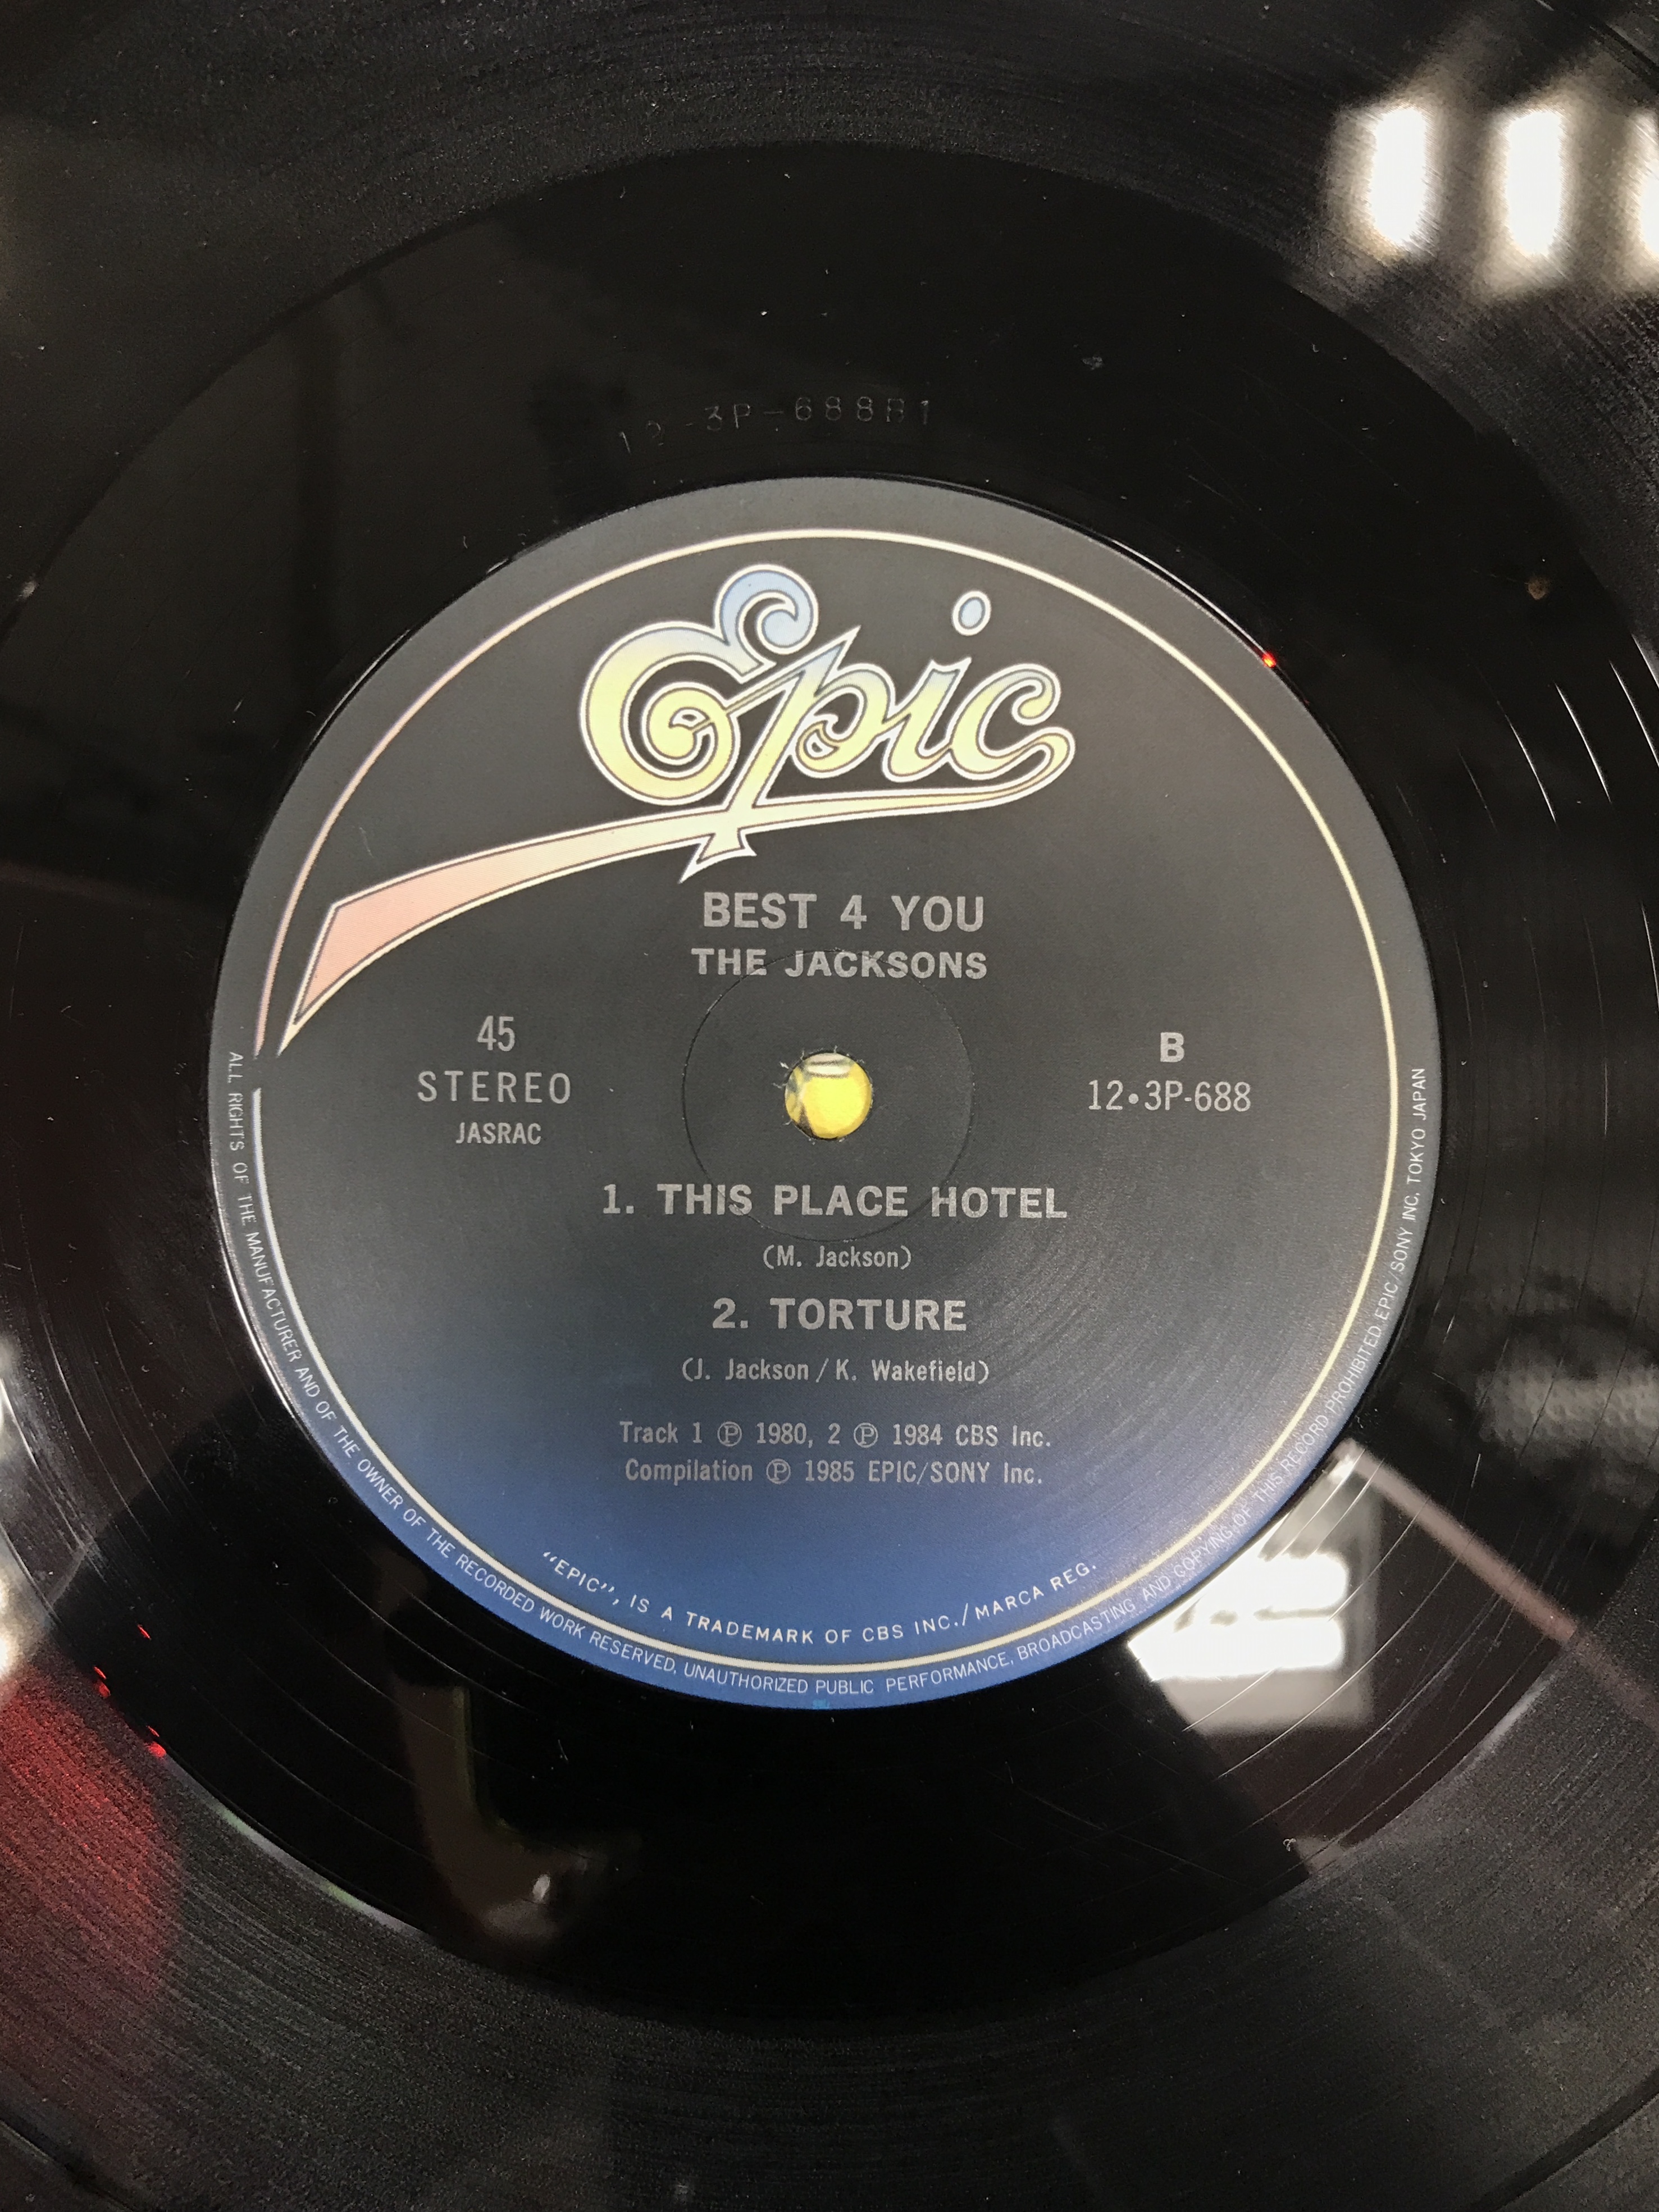 12-3P-688B1
Epic
BEST 4 YOU
THE JACKSONS
45
STEREO
JASRAC
B
12•3P-688
1. THIS PLACE HOTEL
(M. Jackson)
2. TORTURE
(J. Jackson / K. Wakefield)
Track 1 Ⓟ 1980, 2 Ⓟ 1984 CBS Inc.
Compilation Ⓟ 1985 EPIC/SONY Inc.
“EPIC”, IS A TRADEMARK OF CBS INC./MARCA REG.
ALL RIGHTS OF THE MANUFACTURER AND OF THE OWNER OF THE RECORDED WORK RESERVED, UNAUTHORIZED PUBLIC PERFORMANCE, BROADCASTING AND COPYING OF THIS RECORD PROHIBITED EPIC/SONY INC. TOKYO JAPAN